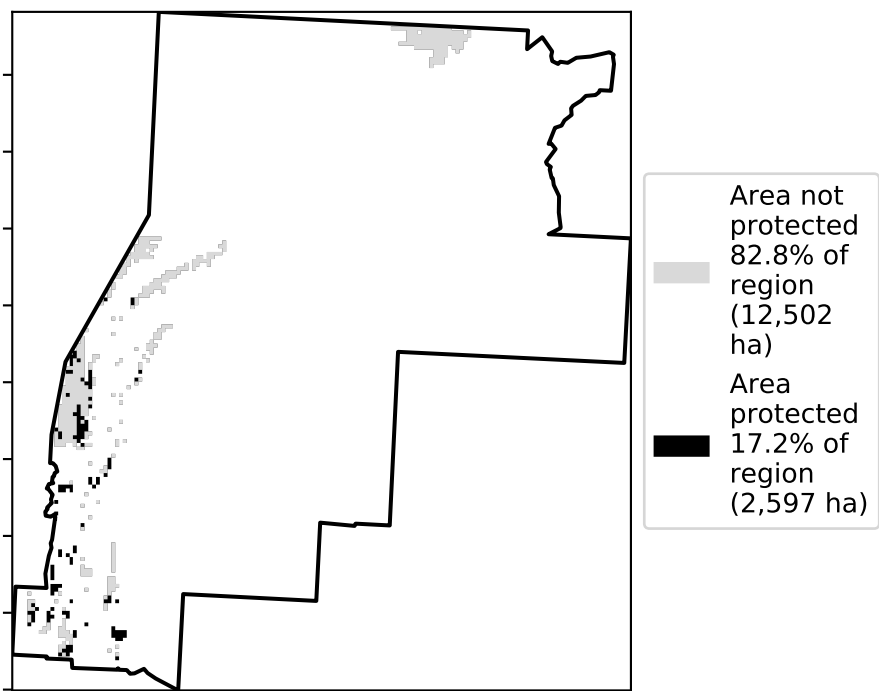 Area not
protected
82.8% of
region
(12,502
ha)
Area
protected
17.2% of
region
(2,597 ha)